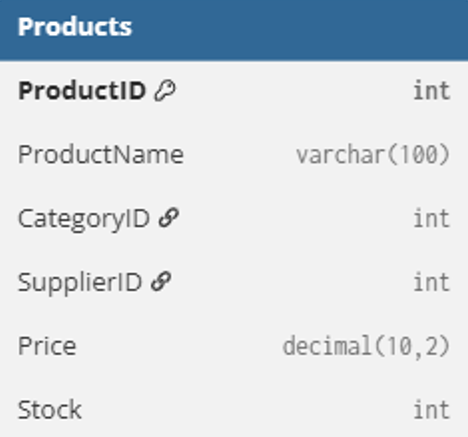 Products
ProductID int
ProductName varchar(100)
CategoryID int
SupplierID int
Price decimal(10,2)
Stock int